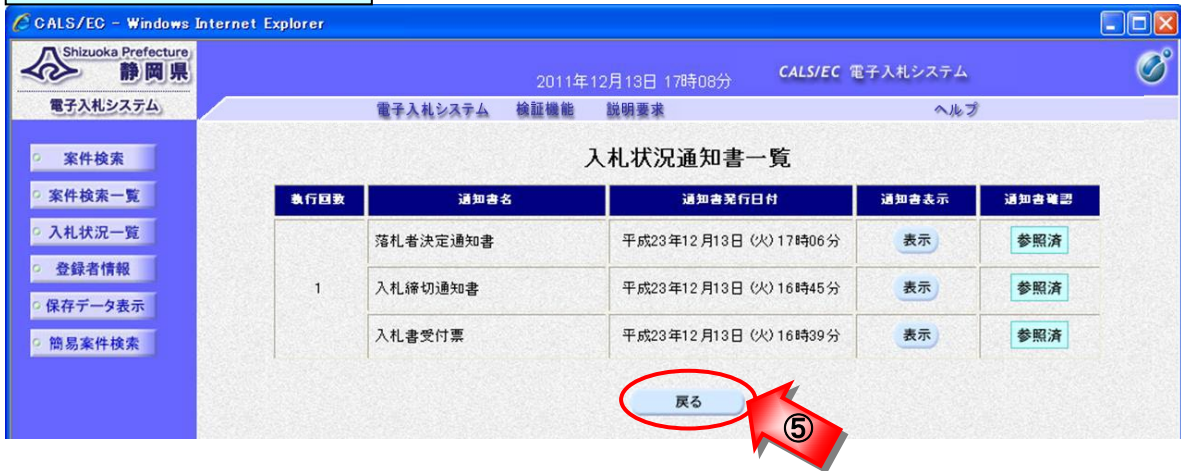 CALS/EC - Windows Internet Explorer
Shizuoka Prefecture
静岡県
電子入札システム
2011年12月13日 17時08分
CALS/EC 電子入札システム
電子入札システム 検証機能 説明要求 ヘルプ
案件検索
案件検索一覧
入札状況一覧
登録者情報
保存データ表示
簡易案件検索
入札状況通知書一覧
執行回数 通知書名 通知書発行日付 通知書表示 通知書確認
落札者決定通知書 平成23年12月13日 (火) 17時06分 表示 参照済
1 入札締切通知書 平成23年12月13日 (火) 16時45分 表示 参照済
入札書受付票 平成23年12月13日 (火) 16時39分 表示 参照済
戻る
⑤